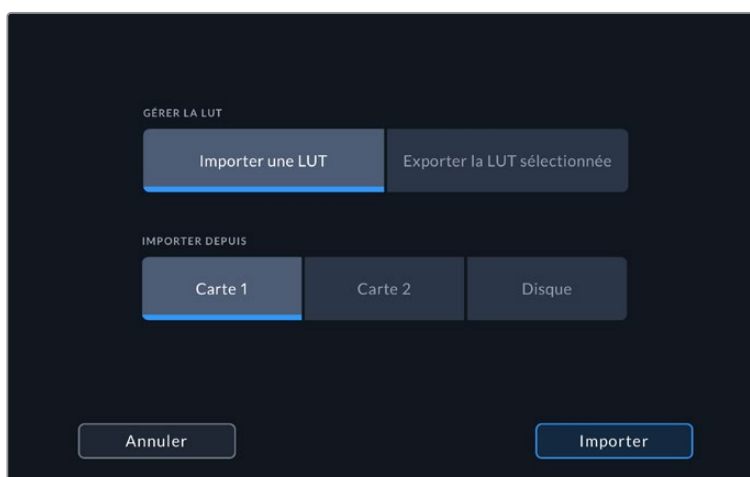 GÉRER LA LUT
Importer une LUT
Exporter la LUT sélectionnée
IMPORTER DEPUIS
Carte 1
Carte 2
Disque
Annuler
Importer